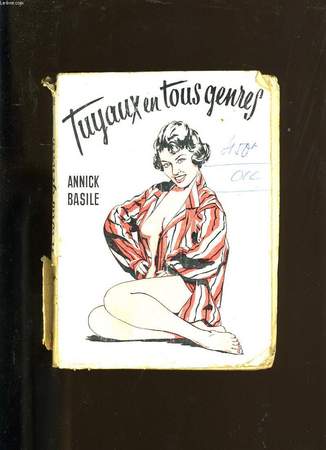 Tuyaux en tous genres
ANNICK
BASILE